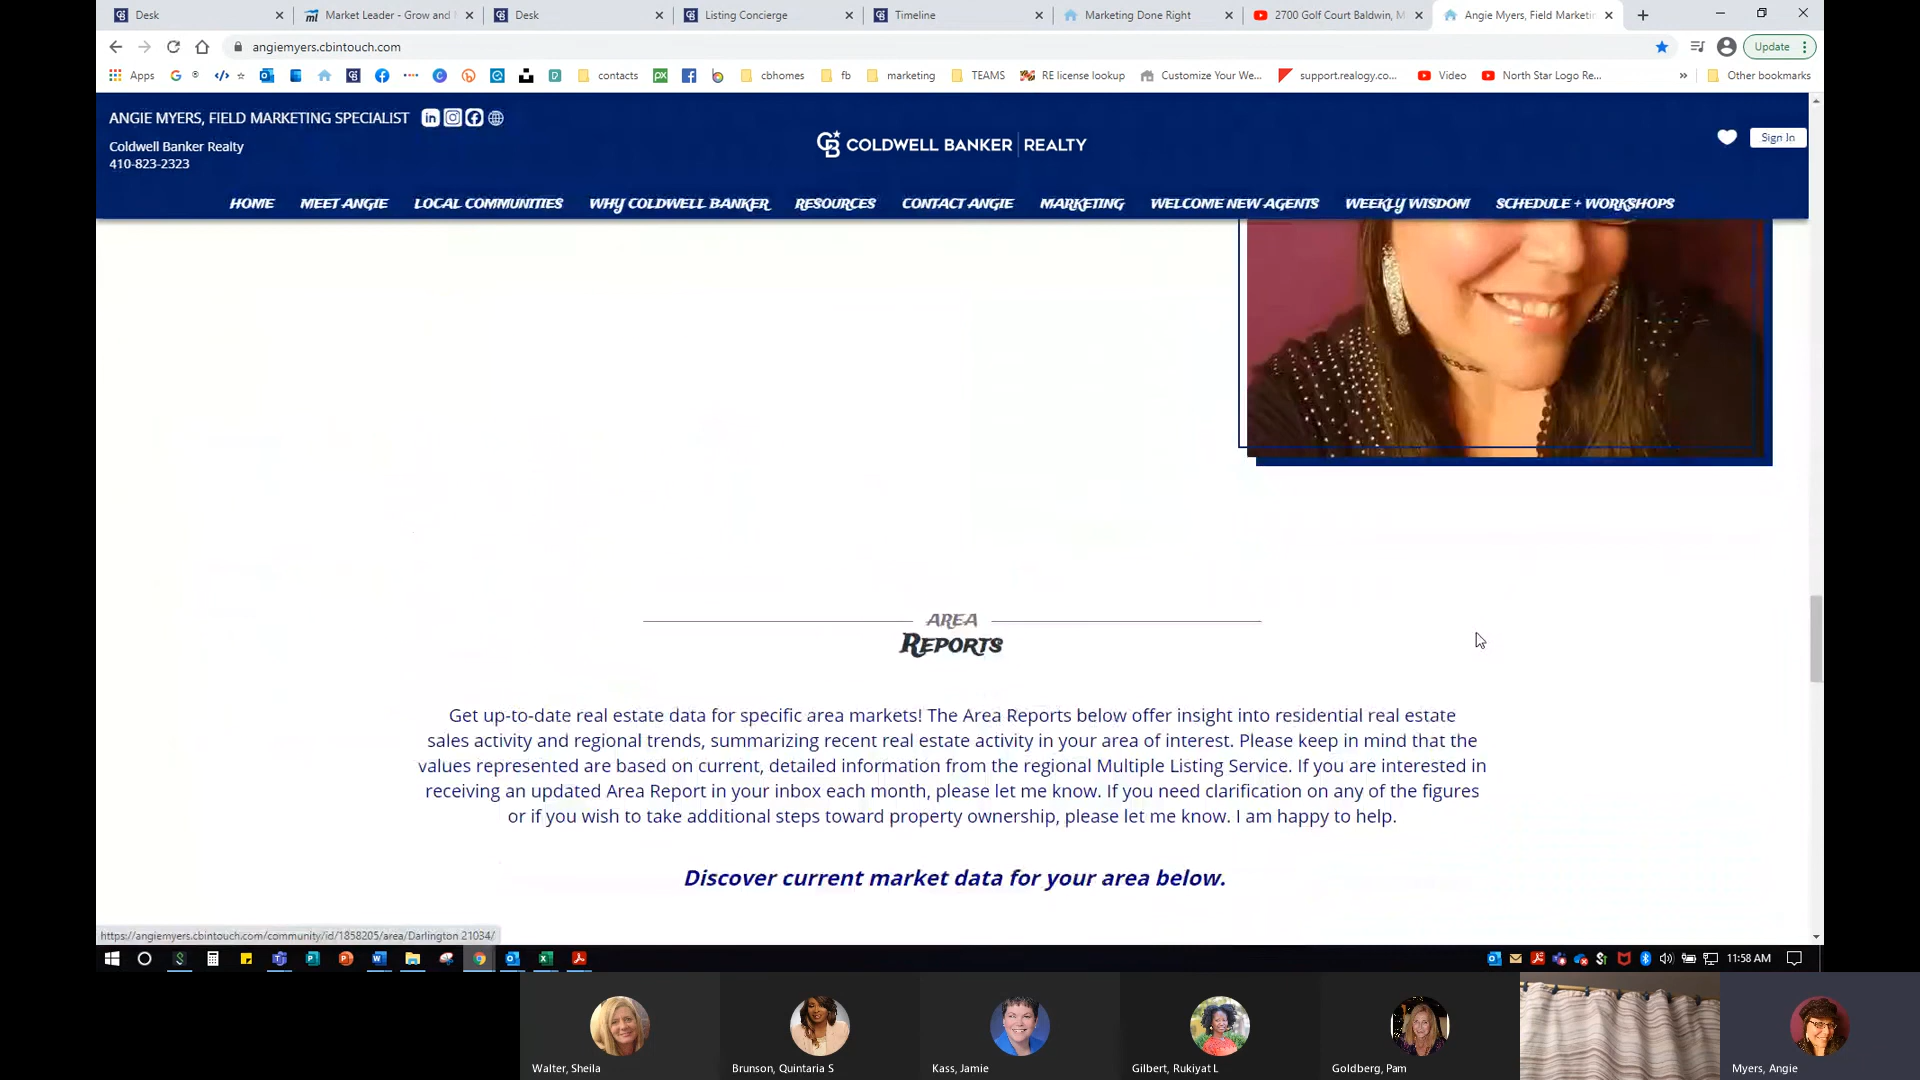 Desk
Market Leader - Grow and
Desk
Listing Concierge
Timeline
Marketing Done Right
2700 Golf Court Baldwin, M
Angie Myers, Field Marketin
angiemyers.cbintouch.com
Update
Apps
contacts
cbhomes
fb
marketing
TEAMS
RE license lookup
Customize Your We...
support.realogy.co...
Video
North Star Logo Re...
Other bookmarks
ANGIE MYERS, FIELD MARKETING SPECIALIST
Coldwell Banker Realty
410-823-2323
COLDWELL BANKER REALTY
Sign In
HOME MEET ANGIE LOCAL COMMUNITIES WHY COLDWELL BANKER RESOURCES CONTACT ANGIE MARKETING WELCOME NEW AGENTS WEEKLY WISDOM SCHEDULE + WORKSHOPS
AREA
REPORTS
Get up-to-date real estate data for specific area markets! The Area Reports below offer insight into residential real estate
sales activity and regional trends, summarizing recent real estate activity in your area of interest. Please keep in mind that the
values represented are based on current, detailed information from the regional Multiple Listing Service. If you are interested in
receiving an updated Area Report in your inbox each month, please let me know. If you need clarification on any of the figures
or if you wish to take additional steps toward property ownership, please let me know. I am happy to help.
Discover current market data for your area below.
https://angiemyers.cbintouch.com/community/id/1858205/area/Darlington 21034/
11:58 AM
Walter, Sheila
Brunson, Quintaria S
Kass, Jamie
Gilbert, Rukiyat L
Goldberg, Pam
Myers, Angie